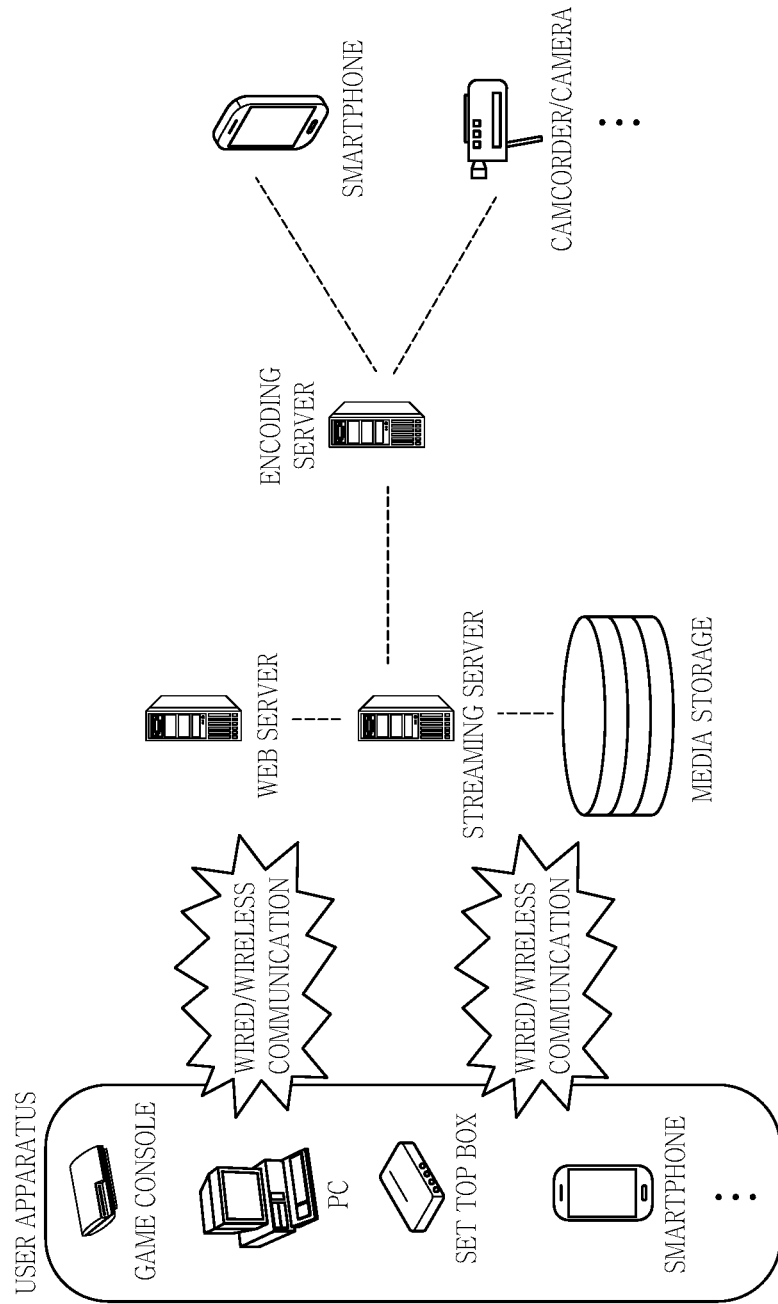 USER APPARATUS
GAME CONSOLE
PC
SET TOP BOX
SMARTPHONE
WIRED/WIRELESS
COMMUNICATION
WIRED/WIRELESS
COMMUNICATION
WEB SERVER
STREAMING SERVER
MEDIA STORAGE
ENCODING
SERVER
SMARTPHONE
CAMCORDER/CAMERA